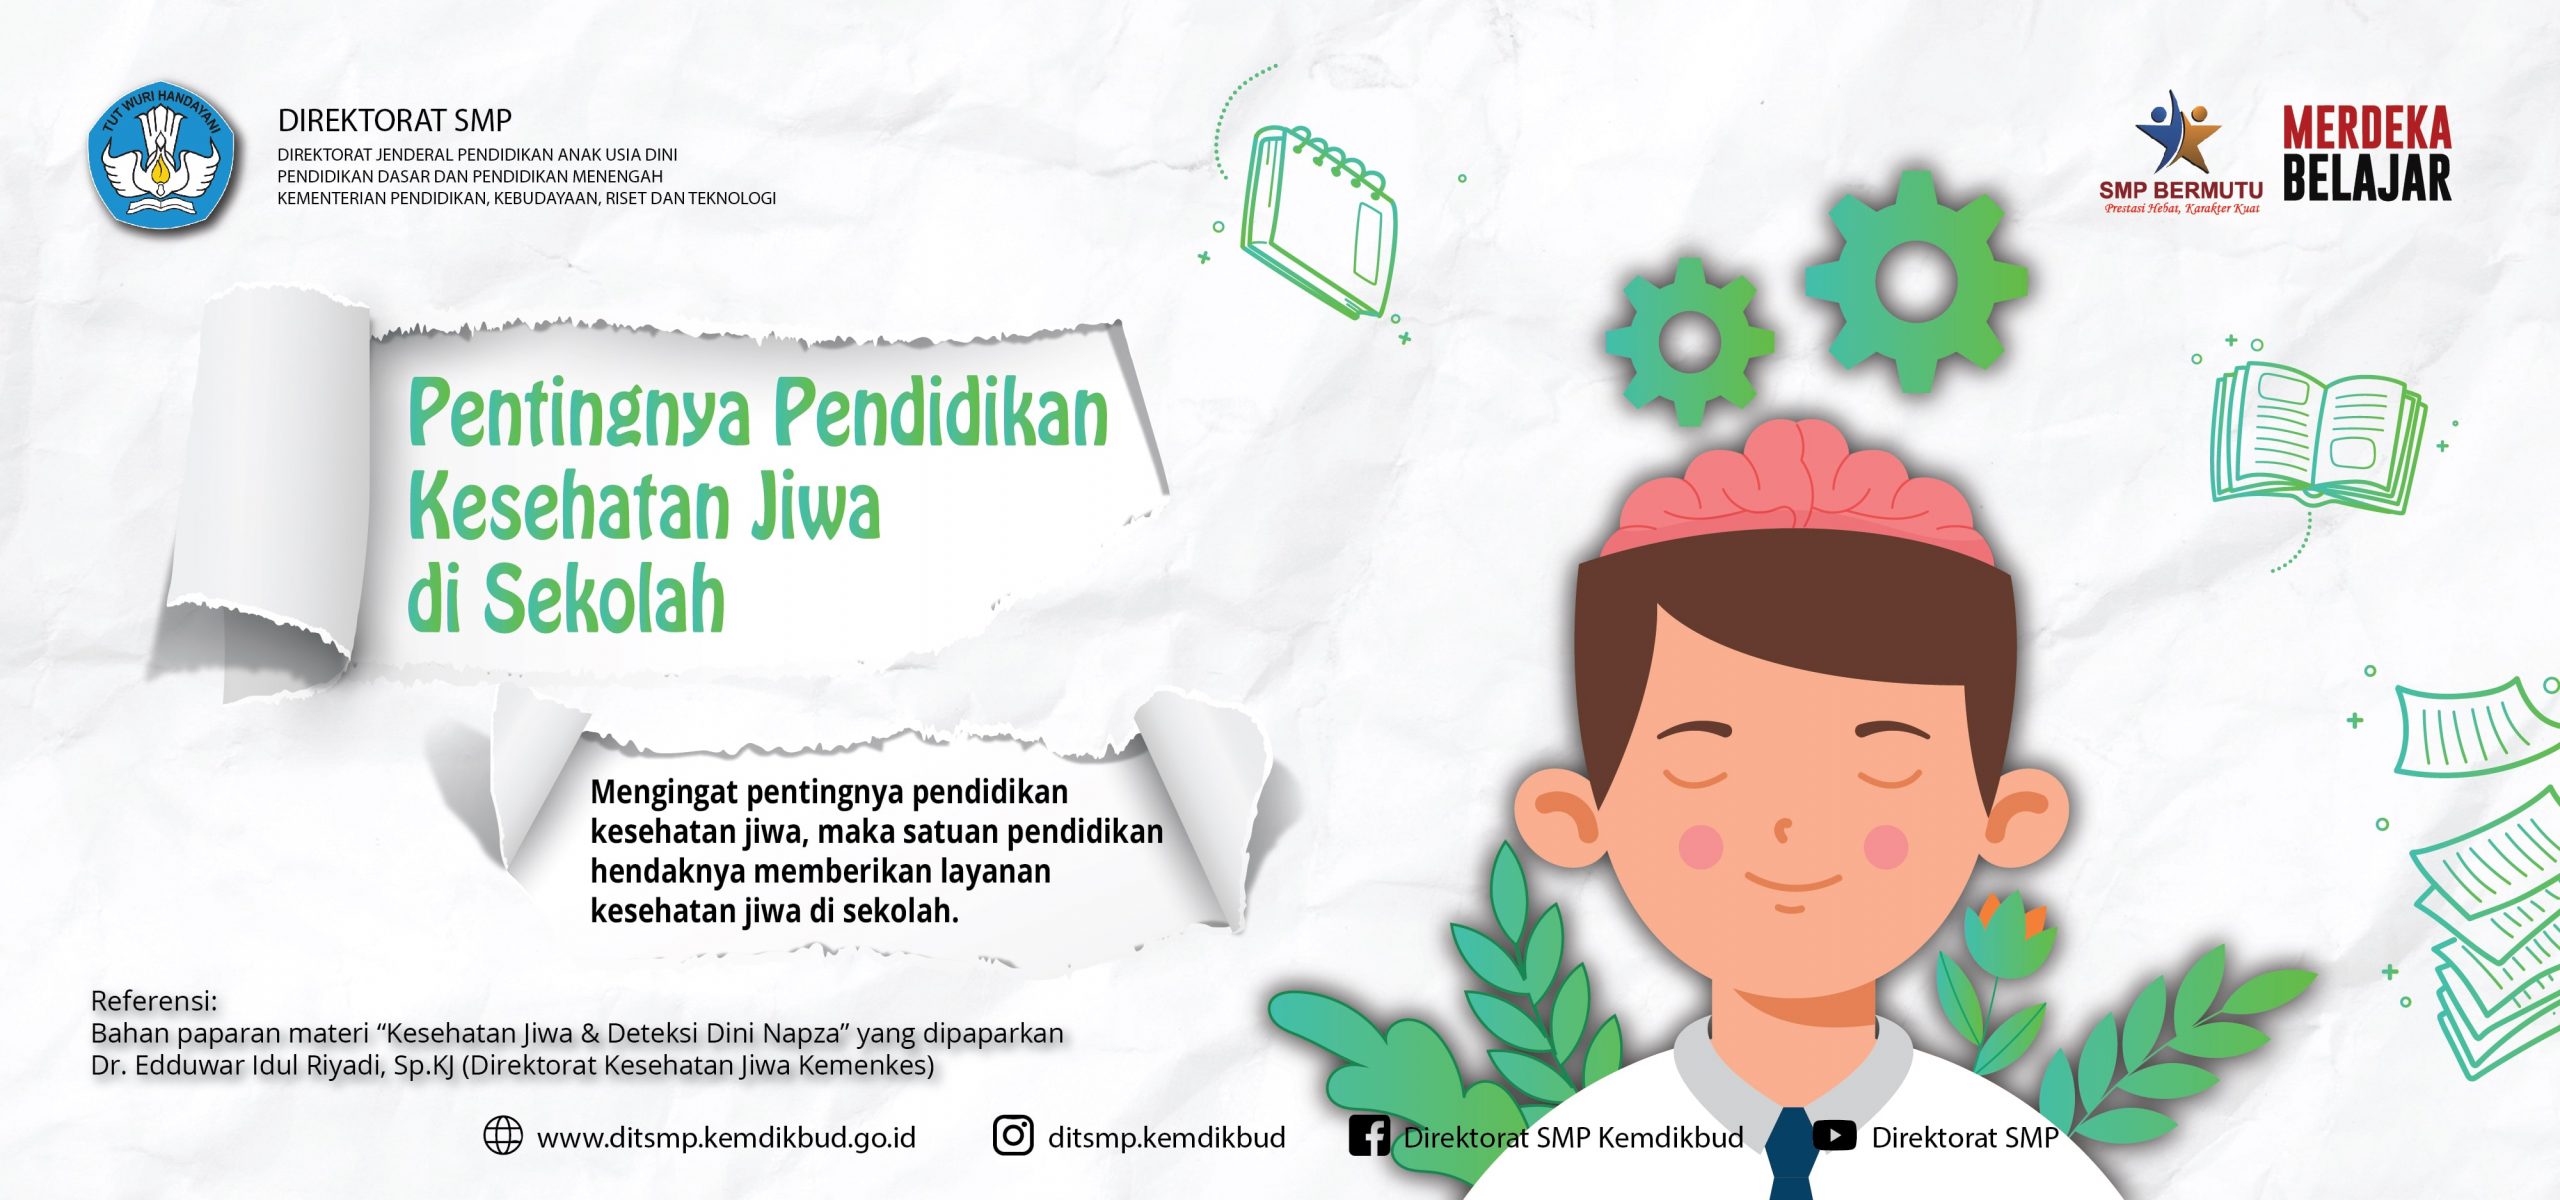 TUT WURI HANDAYANI
DIREKTORAT SMP
DIREKTORAT JENDERAL PENDIDIKAN ANAK USIA DINI
PENDIDIKAN DASAR DAN PENDIDIKAN MENENGAH
KEMENTERIAN PENDIDIKAN, KEBUDAYAAN, RISET DAN TEKNOLOGI
SMP BERMUTU
Prestasi Hebat, Karakter Kuat
MERDEKA
BELAJAR
Pentingnya Pendidikan
Kesehatan Jiwa
di Sekolah
Mengingat pentingnya pendidikan
kesehatan jiwa, maka satuan pendidikan
hendaknya memberikan layanan
kesehatan jiwa di sekolah.
Referensi:
Bahan paparan materi “Kesehatan Jiwa & Deteksi Dini Napza” yang dipaparkan
Dr. Edduwar Idul Riyadi, Sp.KJ (Direktorat Kesehatan Jiwa Kemenkes)
www.ditsmp.kemdikbud.go.id
ditsmp.kemdikbud
Direktorat SMP Kemdikbud
Direktorat SMP